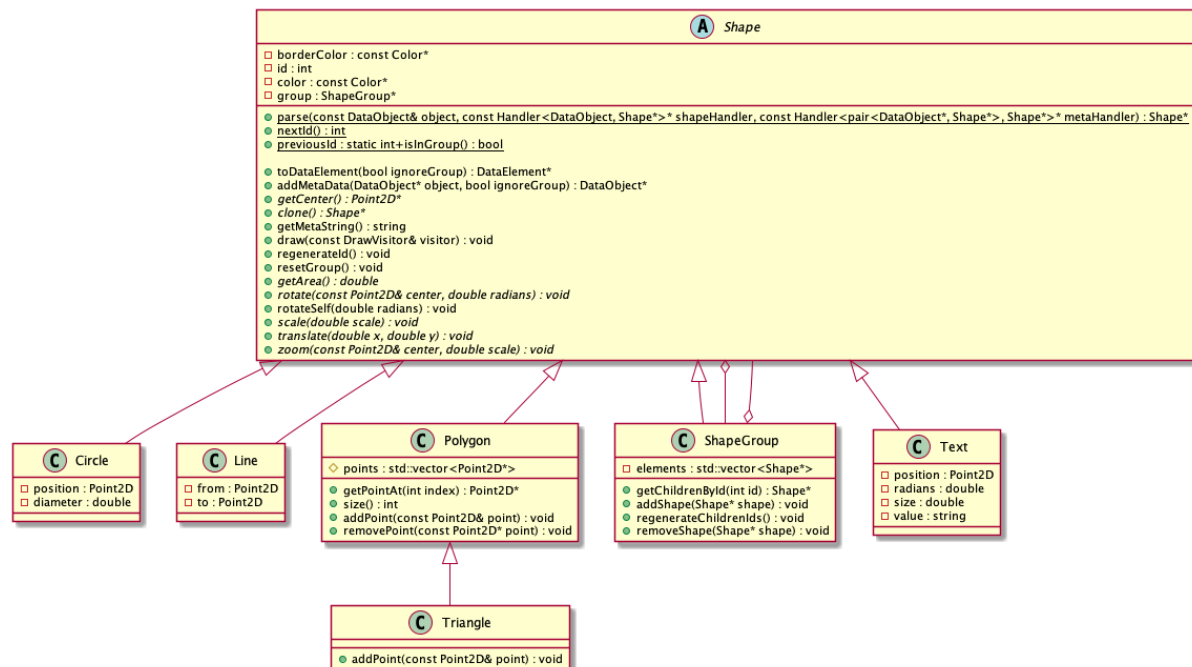 A Shape
borderColor : const Color*
id : int
color : const Color*
group : ShapeGroup*
parse(const DataObject& object, const Handler<DataObject, Shape*>* shapeHandler, const Handler<pair<DataObject*, Shape*>, Shape*>* metaHandler) : Shape*
nextId() : int
previousId : static int+isInGroup() : bool
toDataElement(bool ignoreGroup) : DataElement*
addMetaData(DataObject* object, bool ignoreGroup) : DataObject*
getCenter() : Point2D*
clone() : Shape*
getMetaString() : string
draw(const DrawVisitor& visitor) : void
regenerateId() : void
resetGroup() : void
getArea() : double
rotate(const Point2D& center, double radians) : void
rotateSelf(double radians) : void
scale(double scale) : void
translate(double x, double y) : void
zoom(const Point2D& center, double scale) : void
C Circle
position : Point2D
diameter : double
C Line
from : Point2D
to : Point2D
C Polygon
points : std::vector<Point2D*>
getPointAt(int index) : Point2D*
size() : int
addPoint(const Point2D& point) : void
removePoint(const Point2D* point) : void
C ShapeGroup
elements : std::vector<Shape*>
getChildrenById(int id) : Shape*
addShape(Shape* shape) : void
regenerateChildrenIds() : void
removeShape(Shape* shape) : void
C Text
position : Point2D
radians : double
size : double
value : string
C Triangle
addPoint(const Point2D& point) : void